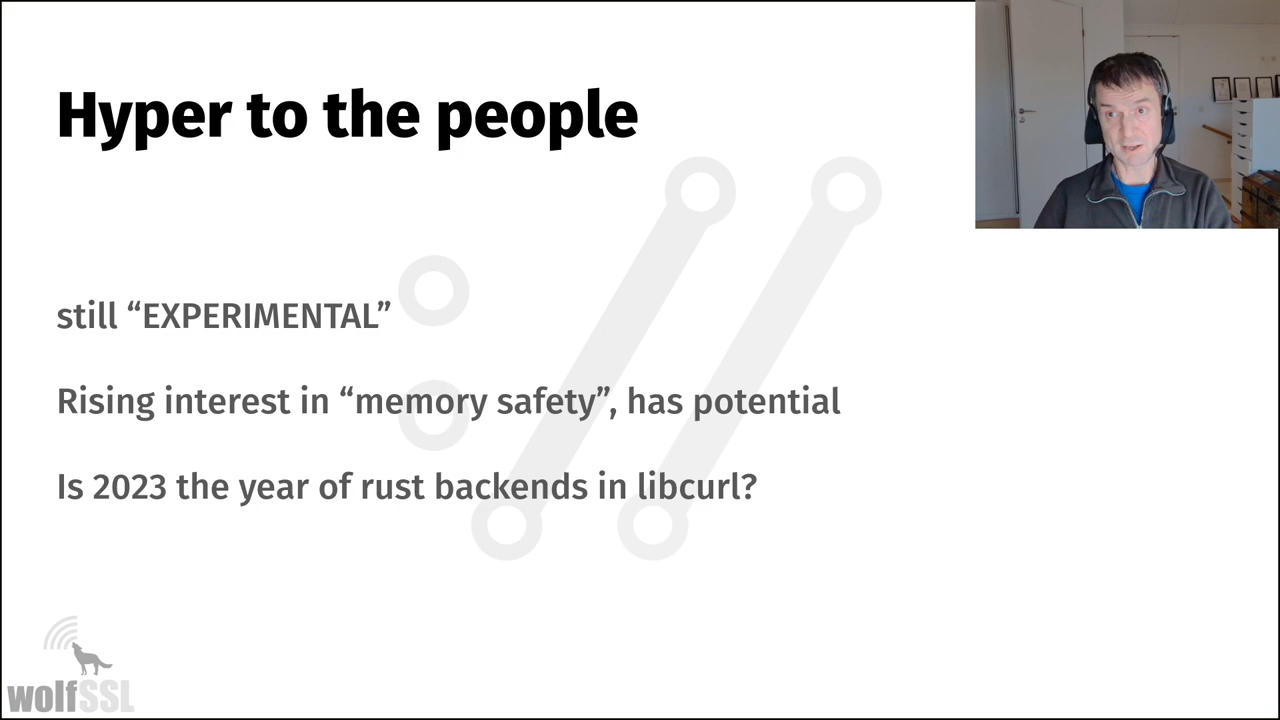 Hyper to the people
still “EXPERIMENTAL”
Rising interest in “memory safety”, has potential
Is 2023 the year of rust backends in libcurl?
wolfSSL